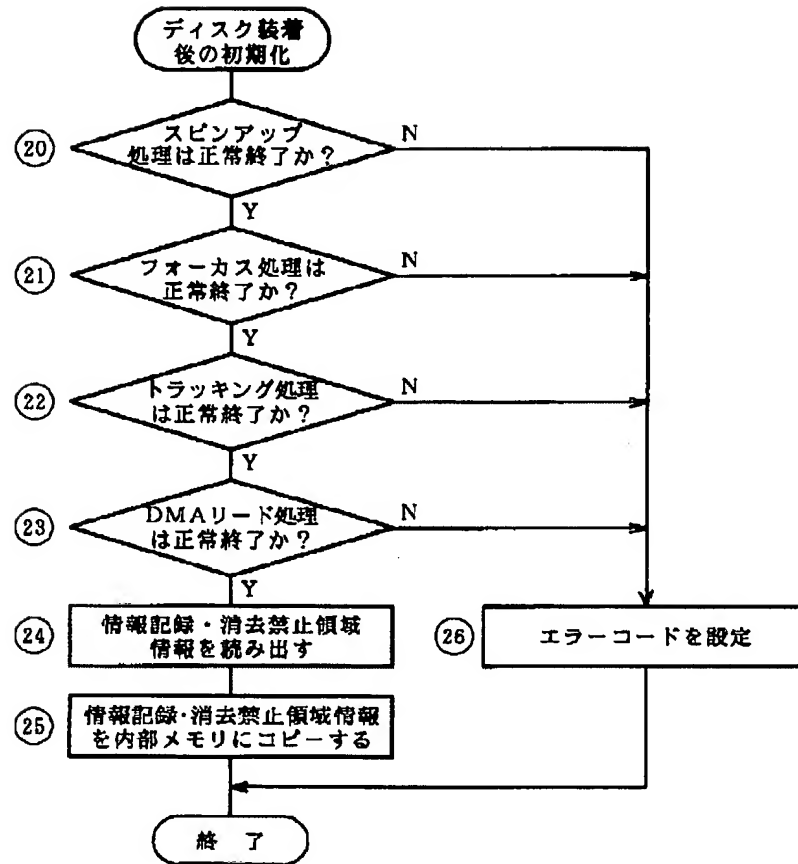 ディスク装着
後の初期化
⑳
スピンアップ
処理は正常終了か?
N
Y
㉑
フォーカス処理は
正常終了か?
N
Y
㉒
トラッキング処理
は正常終了か?
N
Y
㉓
DMAリード処理
は正常終了か?
N
Y
㉔
情報記録・消去禁止領域
情報を読み出す
㉖
エラーコードを設定
㉕
情報記録・消去禁止領域情報
を内部メモリにコピーする
終 了